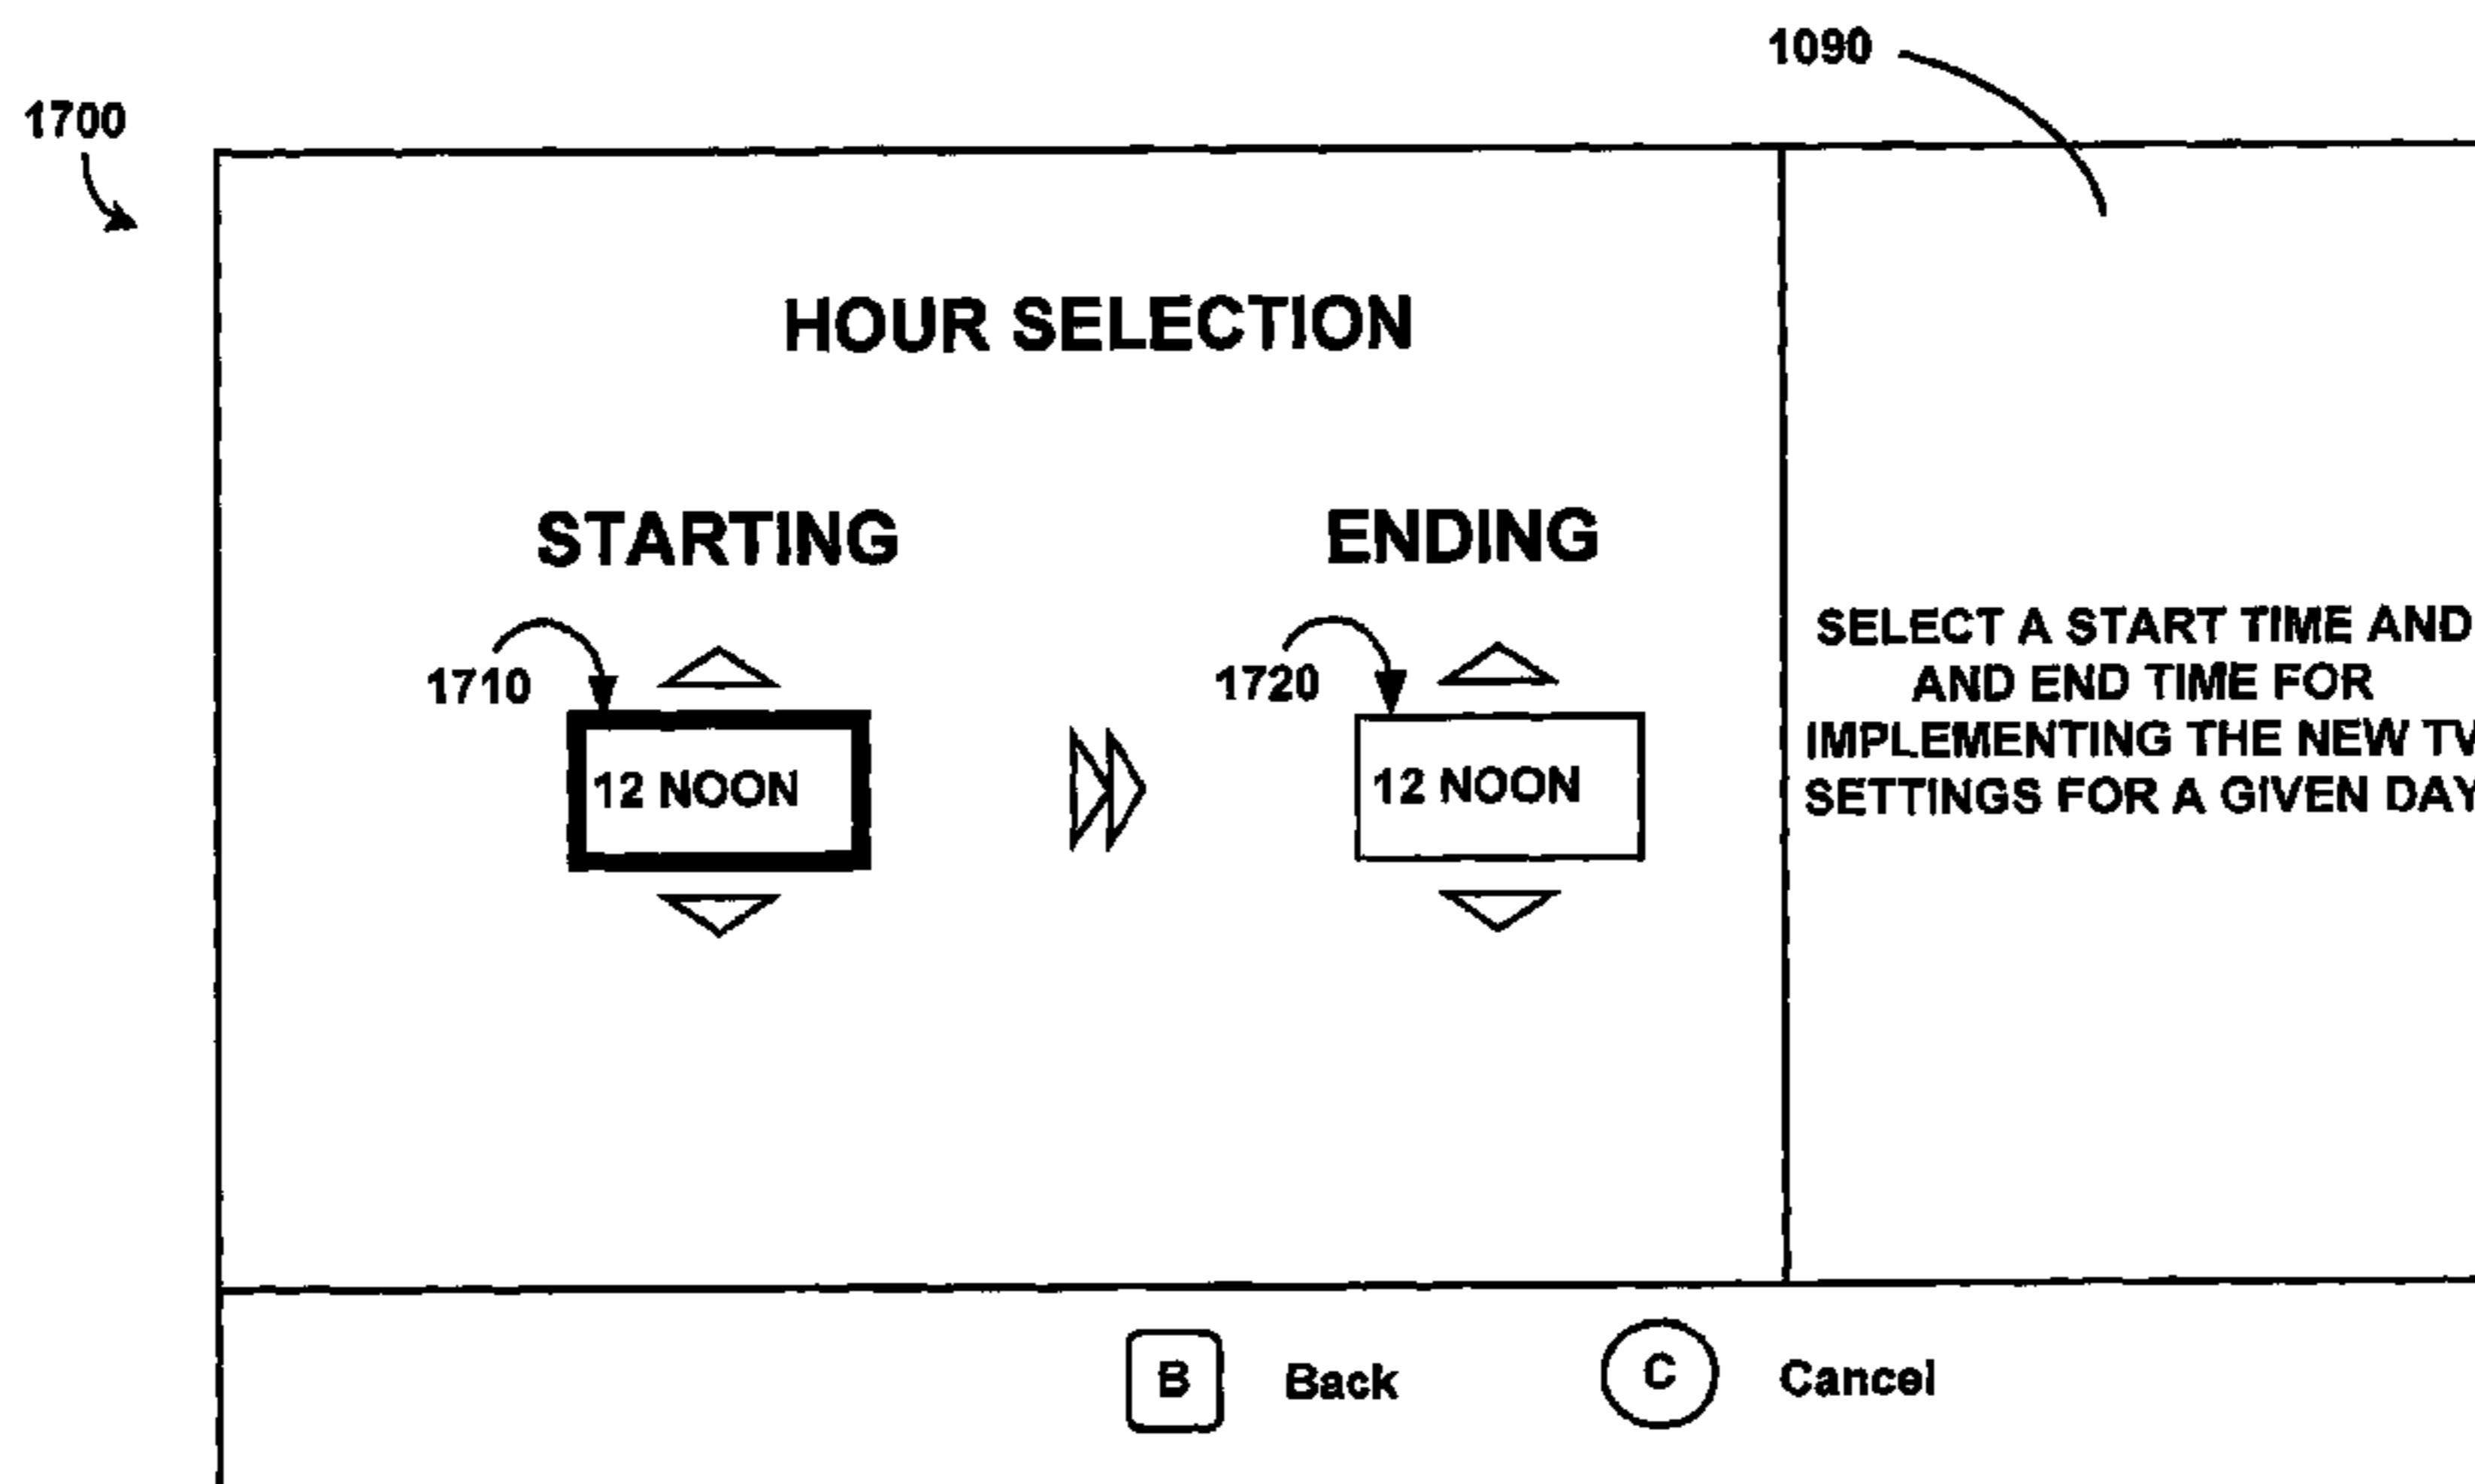 1090
1700
HOUR SELECTION
STARTING
ENDING
1710
1720
12 NOON
12 NOON
SELECT A START TIME AND
AND END TIME FOR
IMPLEMENTING THE NEW TV
SETTINGS FOR A GIVEN DAY
B Back
C Cancel